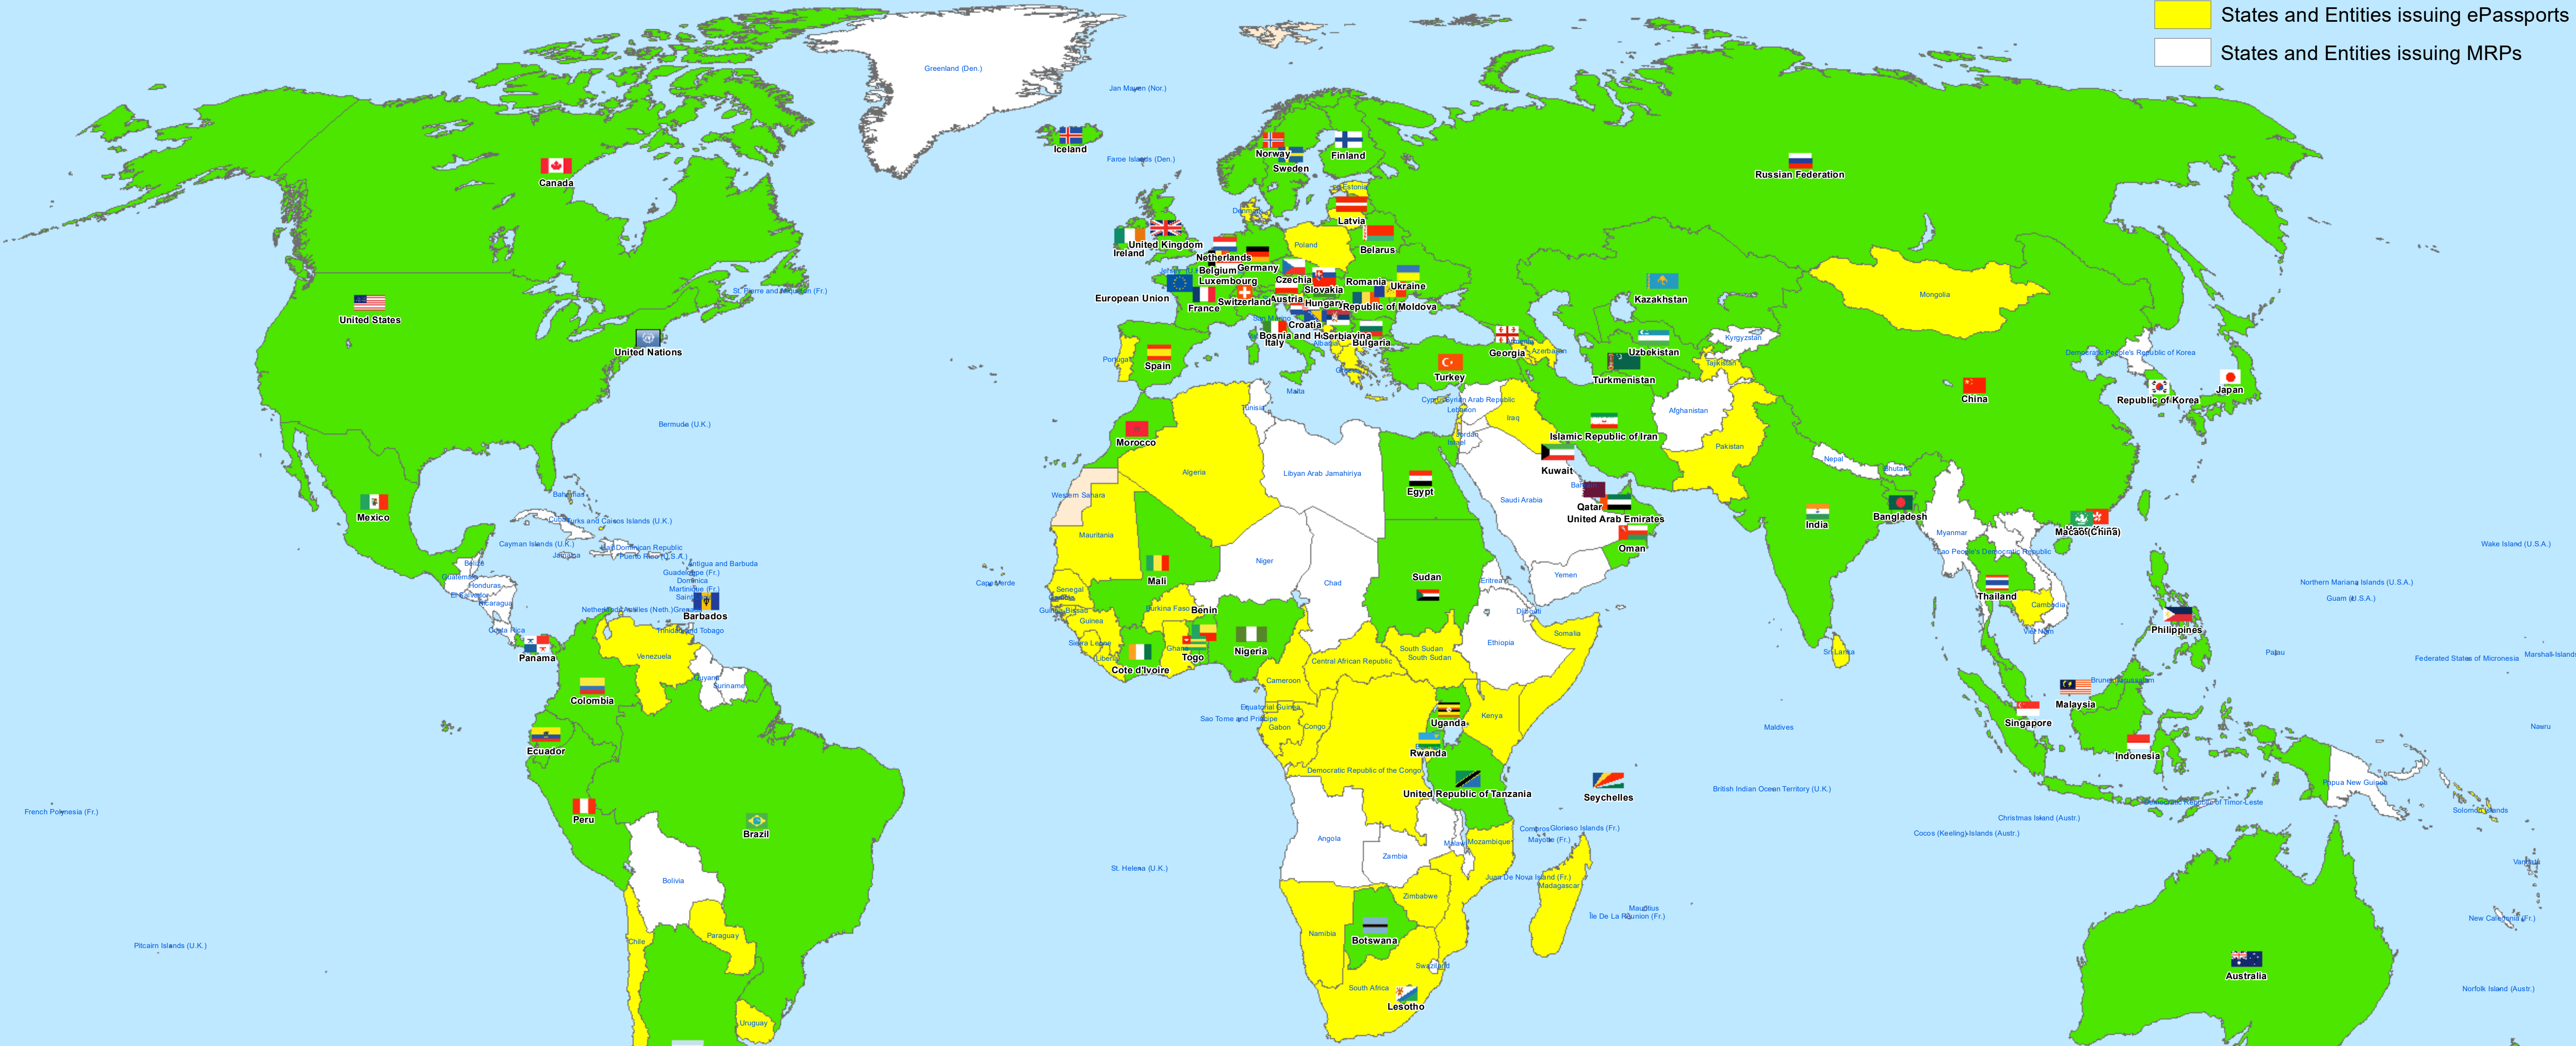 States and Entities issuing ePassports
States and Entities issuing MRPs
Greenland (Den.)
Jan Mayen (Nor.)
Iceland
Faroe Islands (Den.)
Norway
Sweden
Finland
Russian Federation
Canada
Estonia
Latvia
Poland
Belarus
United Kingdom
Ireland
Netherlands
Belgium
Germany
Luxembourg
Czechia
Slovakia
Romania
Ukraine
European Union
France
Switzerland
Austria
Hungary
Republic of Moldova
Croatia
Italy
Bulgaria
Portugal
Spain
Malta
Georgia
Azerbaijan
Turkey
Kazakhstan
Uzbekistan
Turkmenistan
Kyrgyzstan
Tajikistan
Mongolia
China
Democratic People's Republic of Korea
Republic of Korea
Japan
St. Pierre and Miquelon (Fr.)
United States
United Nations
Bermuda (U.K.)
Mexico
Bahamas
Cuba
Turks and Caicos Islands (U.K.)
Cayman Islands (U.K.)
Jamaica
Dominican Republic
Puerto Rico (U.S.A.)
Antigua and Barbuda
Guadeloupe (Fr.)
Dominica
Martinique (Fr.)
Barbados
Belize
Guatemala
Honduras
El Salvador
Nicaragua
Costa Rica
Panama
Netherlands Antilles (Neth.)
Trinidad and Tobago
Venezuela
Guyana
Suriname
Colombia
Ecuador
Peru
Brazil
Bolivia
Paraguay
Chile
Uruguay
French Polynesia (Fr.)
Pitcairn Islands (U.K.)
Morocco
Algeria
Tunisia
Libyan Arab Jamahiriya
Egypt
Western Sahara
Mauritania
Mali
Niger
Chad
Sudan
Cape Verde
Senegal
Guinea-Bissau
Guinea
Sierra Leone
Liberia
Cote d'Ivoire
Burkina Faso
Ghana
Togo
Benin
Nigeria
Cameroon
Central African Republic
South Sudan
South Sudan
Eritrea
Djibouti
Ethiopia
Somalia
Equatorial Guinea
Sao Tome and Principe
Gabon
Congo
Democratic Republic of the Congo
Uganda
Kenya
Rwanda
United Republic of Tanzania
Seychelles
Angola
Zambia
Malawi
Mozambique
Comoros
Glorioso Islands (Fr.)
Mayotte (Fr.)
Juan De Nova Island (Fr.)
Madagascar
Mauritius
Île De La Réunion (Fr.)
Zimbabwe
Namibia
Botswana
Swaziland
South Africa
Lesotho
St. Helena (U.K.)
Syrian Arab Republic
Lebanon
Iraq
Jordan
Israel
Islamic Republic of Iran
Kuwait
Saudi Arabia
Qatar
United Arab Emirates
Oman
Yemen
Afghanistan
Pakistan
Nepal
Bhutan
India
Bangladesh
Myanmar
Lao People's Democratic Republic
Thailand
Cambodia
Viet Nam
Sri Lanka
Maldives
British Indian Ocean Territory (U.K.)
Macao (China)
Philippines
Brunei Darussalam
Malaysia
Singapore
Indonesia
Palau
Wake Island (U.S.A.)
Northern Mariana Islands (U.S.A.)
Guam (U.S.A.)
Federated States of Micronesia
Marshall Islands
Nauru
Papua New Guinea
Solomon Islands
Democratic Republic of Timor-Leste
Christmas Island (Austr.)
Cocos (Keeling) Islands (Austr.)
Vanuatu
New Caledonia (Fr.)
Australia
Norfolk Island (Austr.)